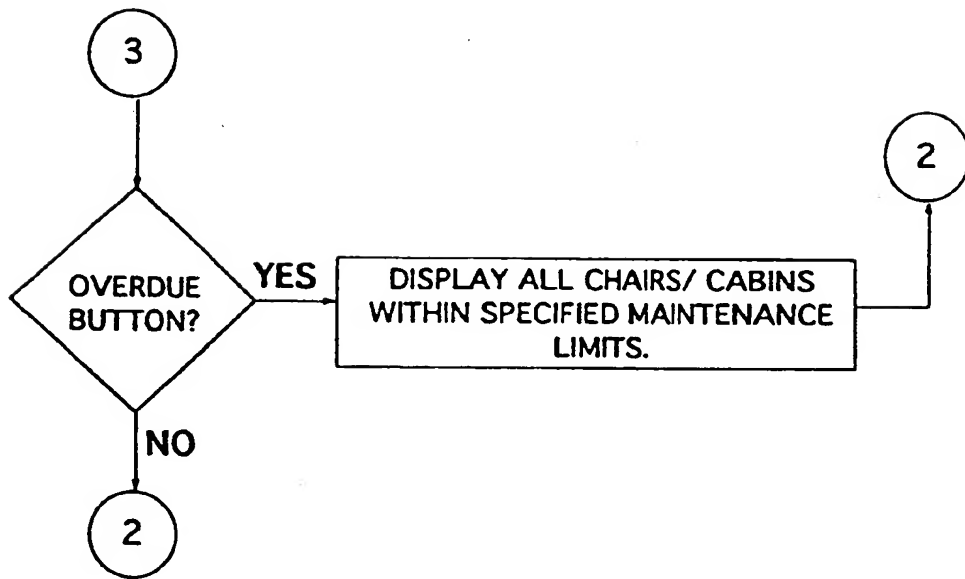 3
2
OVERDUE
BUTTON?
YES
DISPLAY ALL CHAIRS/ CABINS
WITHIN SPECIFIED MAINTENANCE
LIMITS.
NO
2